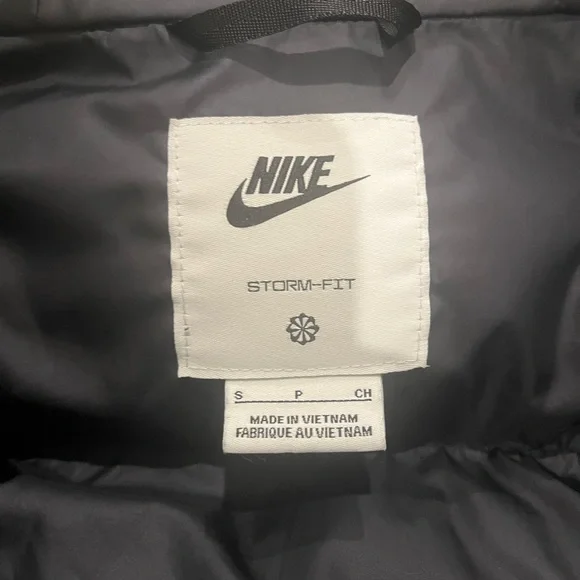 NIKE
STORM-FIT
S P CH
MADE IN VIETNAM
FABRIQUE AU VIETNAM